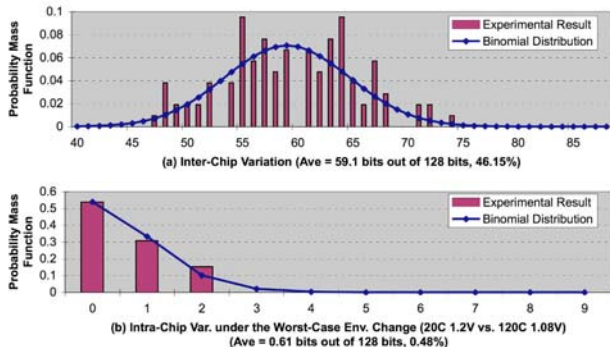 Probability Mass
Function
0.1
0.08
0.06
0.04
0.02
0
Experimental Result
Binomial Distribution
40 45 50 55 60 65 70 75 80 85
(a) Inter-Chip Variation (Ave = 59.1 bits out of 128 bits, 46.15%)
Probability Mass
Function
0.6
0.5
0.4
0.3
0.2
0.1
0
Experimental Result
Binomial Distribution
0 1 2 3 4 5 6 7 8 9
(b) Intra-Chip Var. under the Worst-Case Env. Change (20C 1.2V vs. 120C 1.08V)
(Ave = 0.61 bits out of 128 bits, 0.48%)